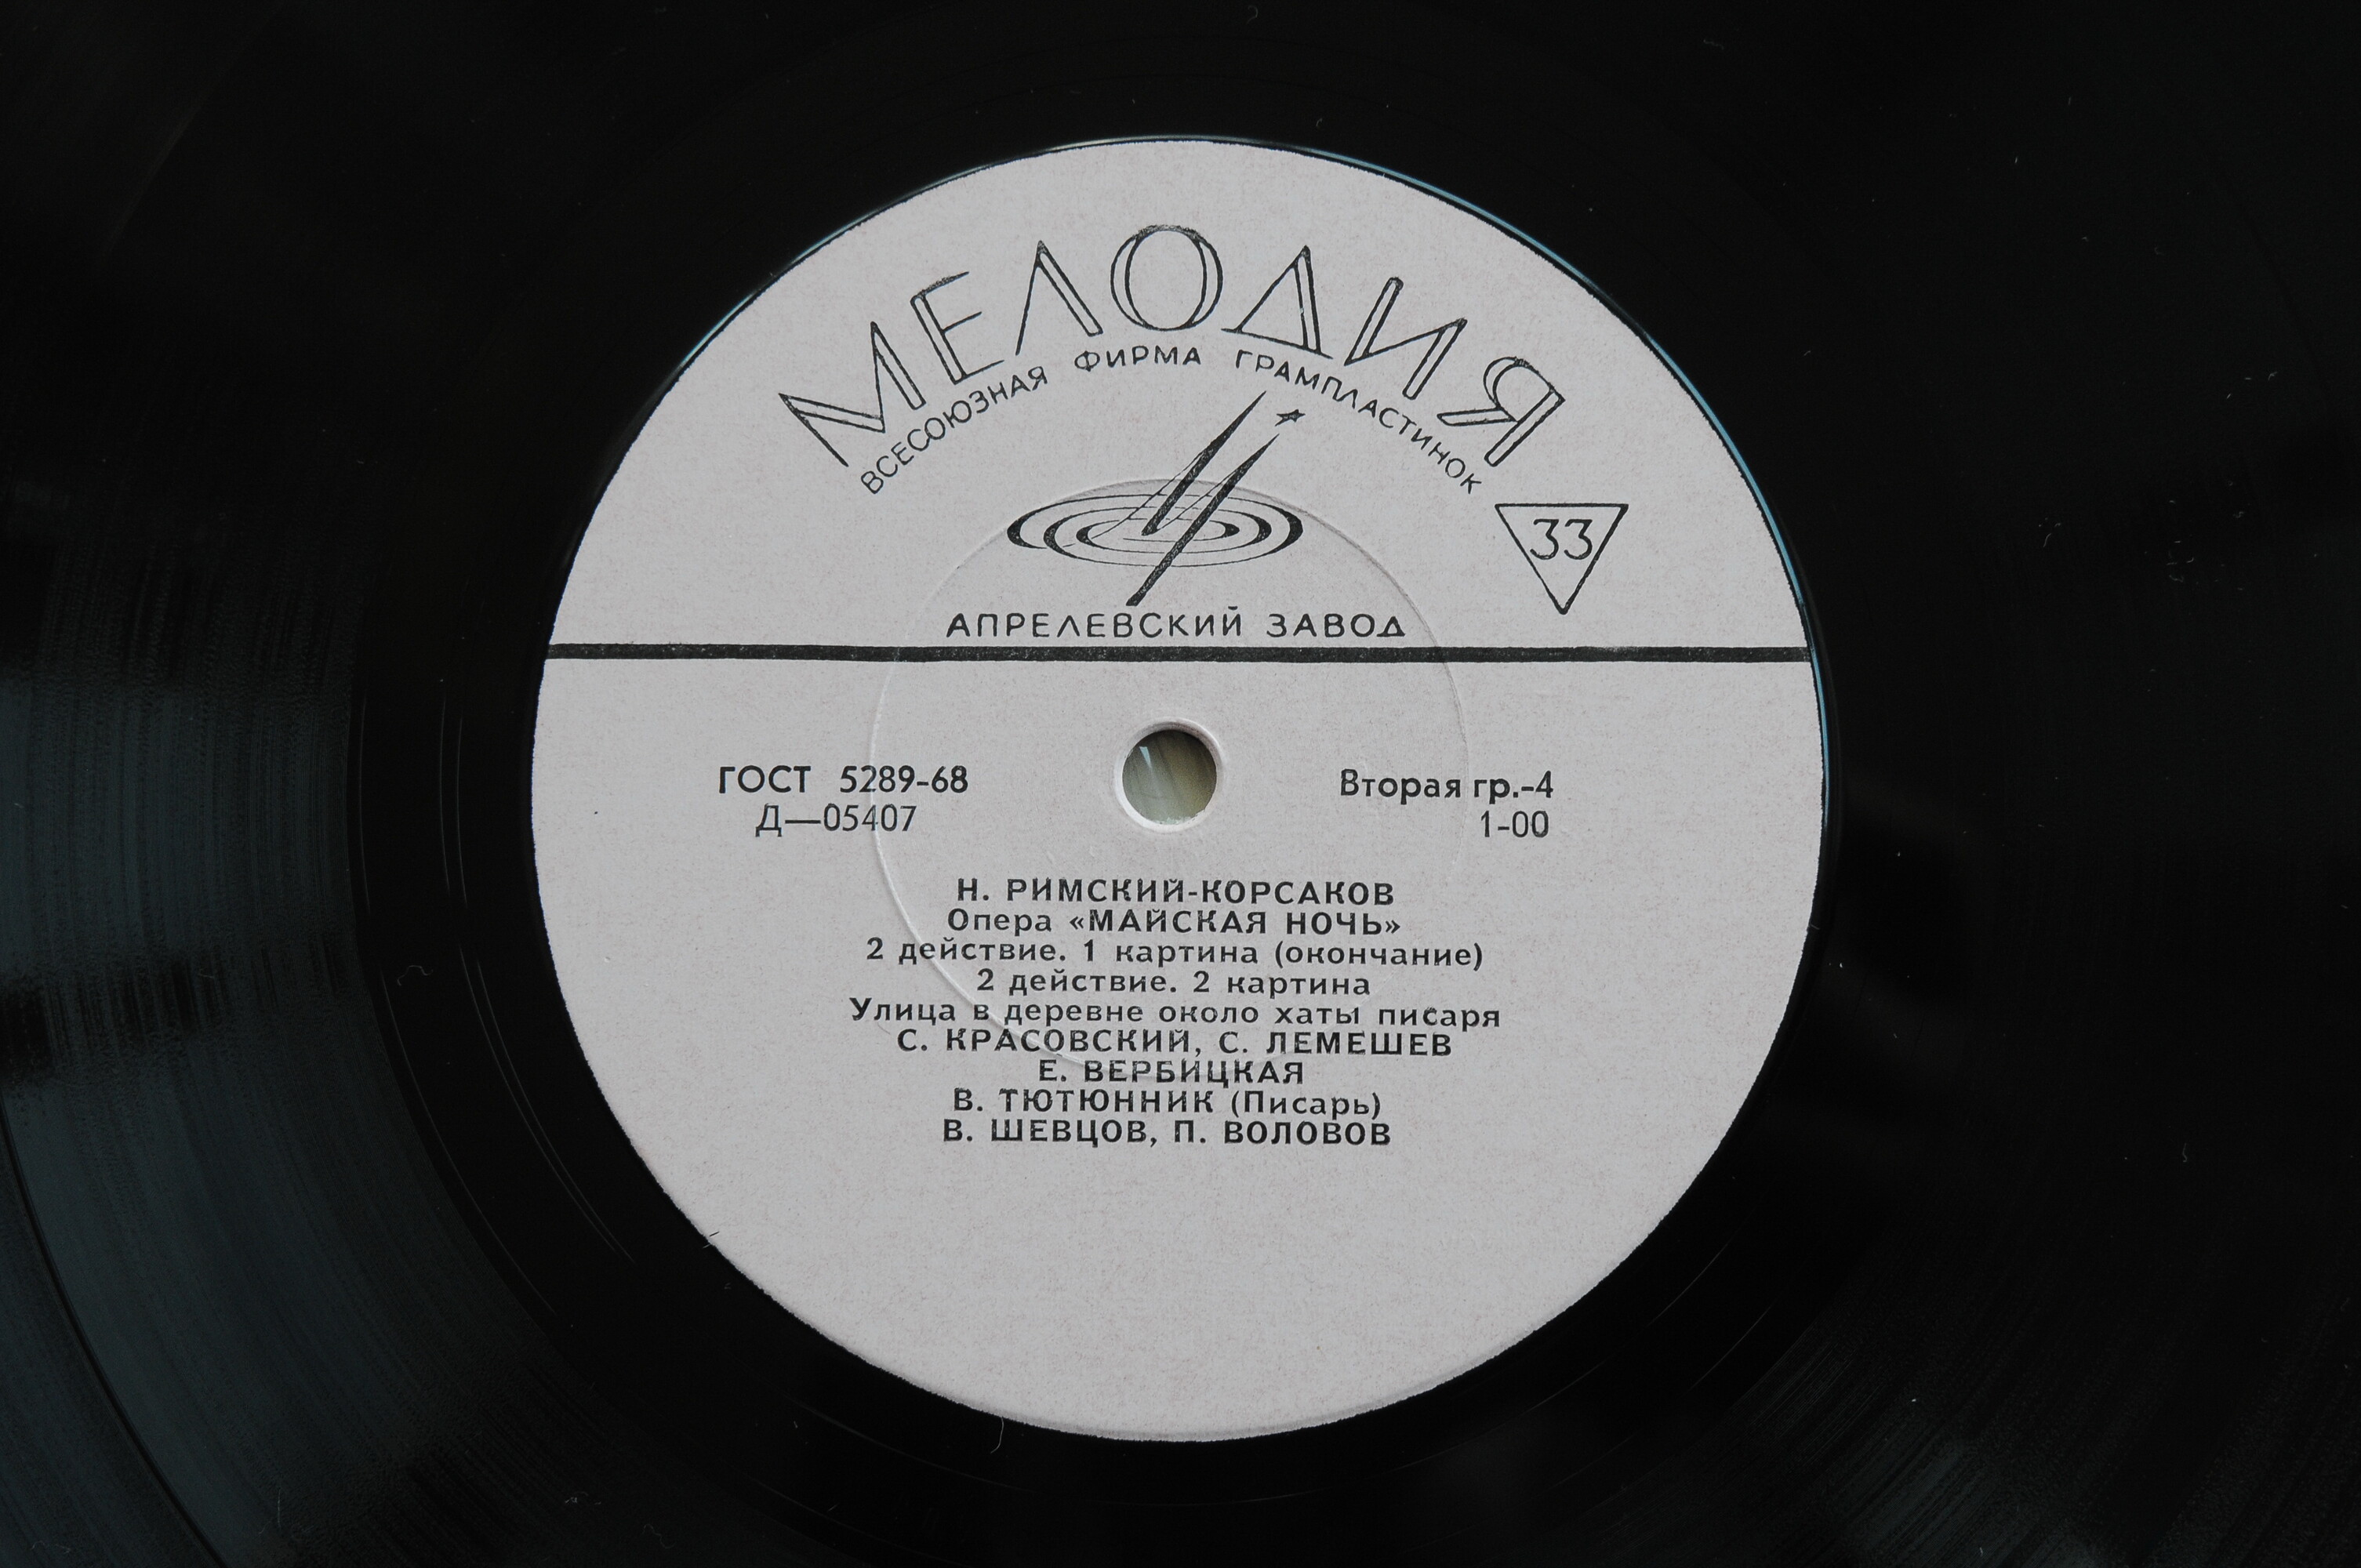 МЕЛОДИЯ
ВСЕСОЮЗНАЯ ФИРМА ГРАМПЛАСТИНОК
33
АПРЕЛЕВСКИЙ ЗАВОД
ГОСТ 5289-68
Д—05407
Вторая гр.-4
1-00
Н. РИМСКИЙ-КОРСАКОВ
Опера «МАЙСКАЯ НОЧЬ»
2 действие. 1 картина (окончание)
2 действие. 2 картина
Улица в деревне около хаты писаря
С. КРАСОВСКИЙ, С. ЛЕМЕШЕВ
Е. ВЕРБИЦКАЯ
В. ТЮТЮННИК (Писарь)
В. ШЕВЦОВ, П. ВОЛОВОВ